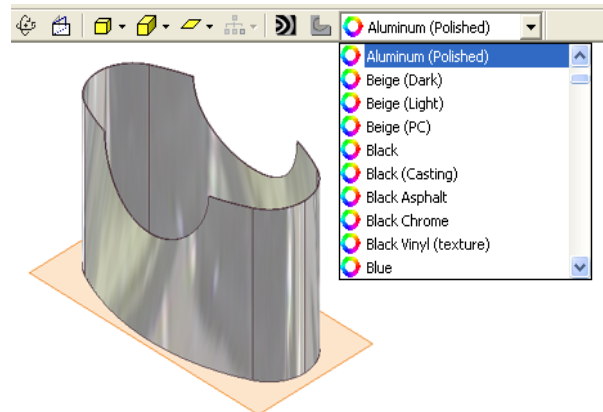 Aluminum (Polished)
Aluminum (Polished)
Beige (Dark)
Beige (Light)
Beige (PC)
Black
Black (Casting)
Black Asphalt
Black Chrome
Black Vinyl (texture)
Blue